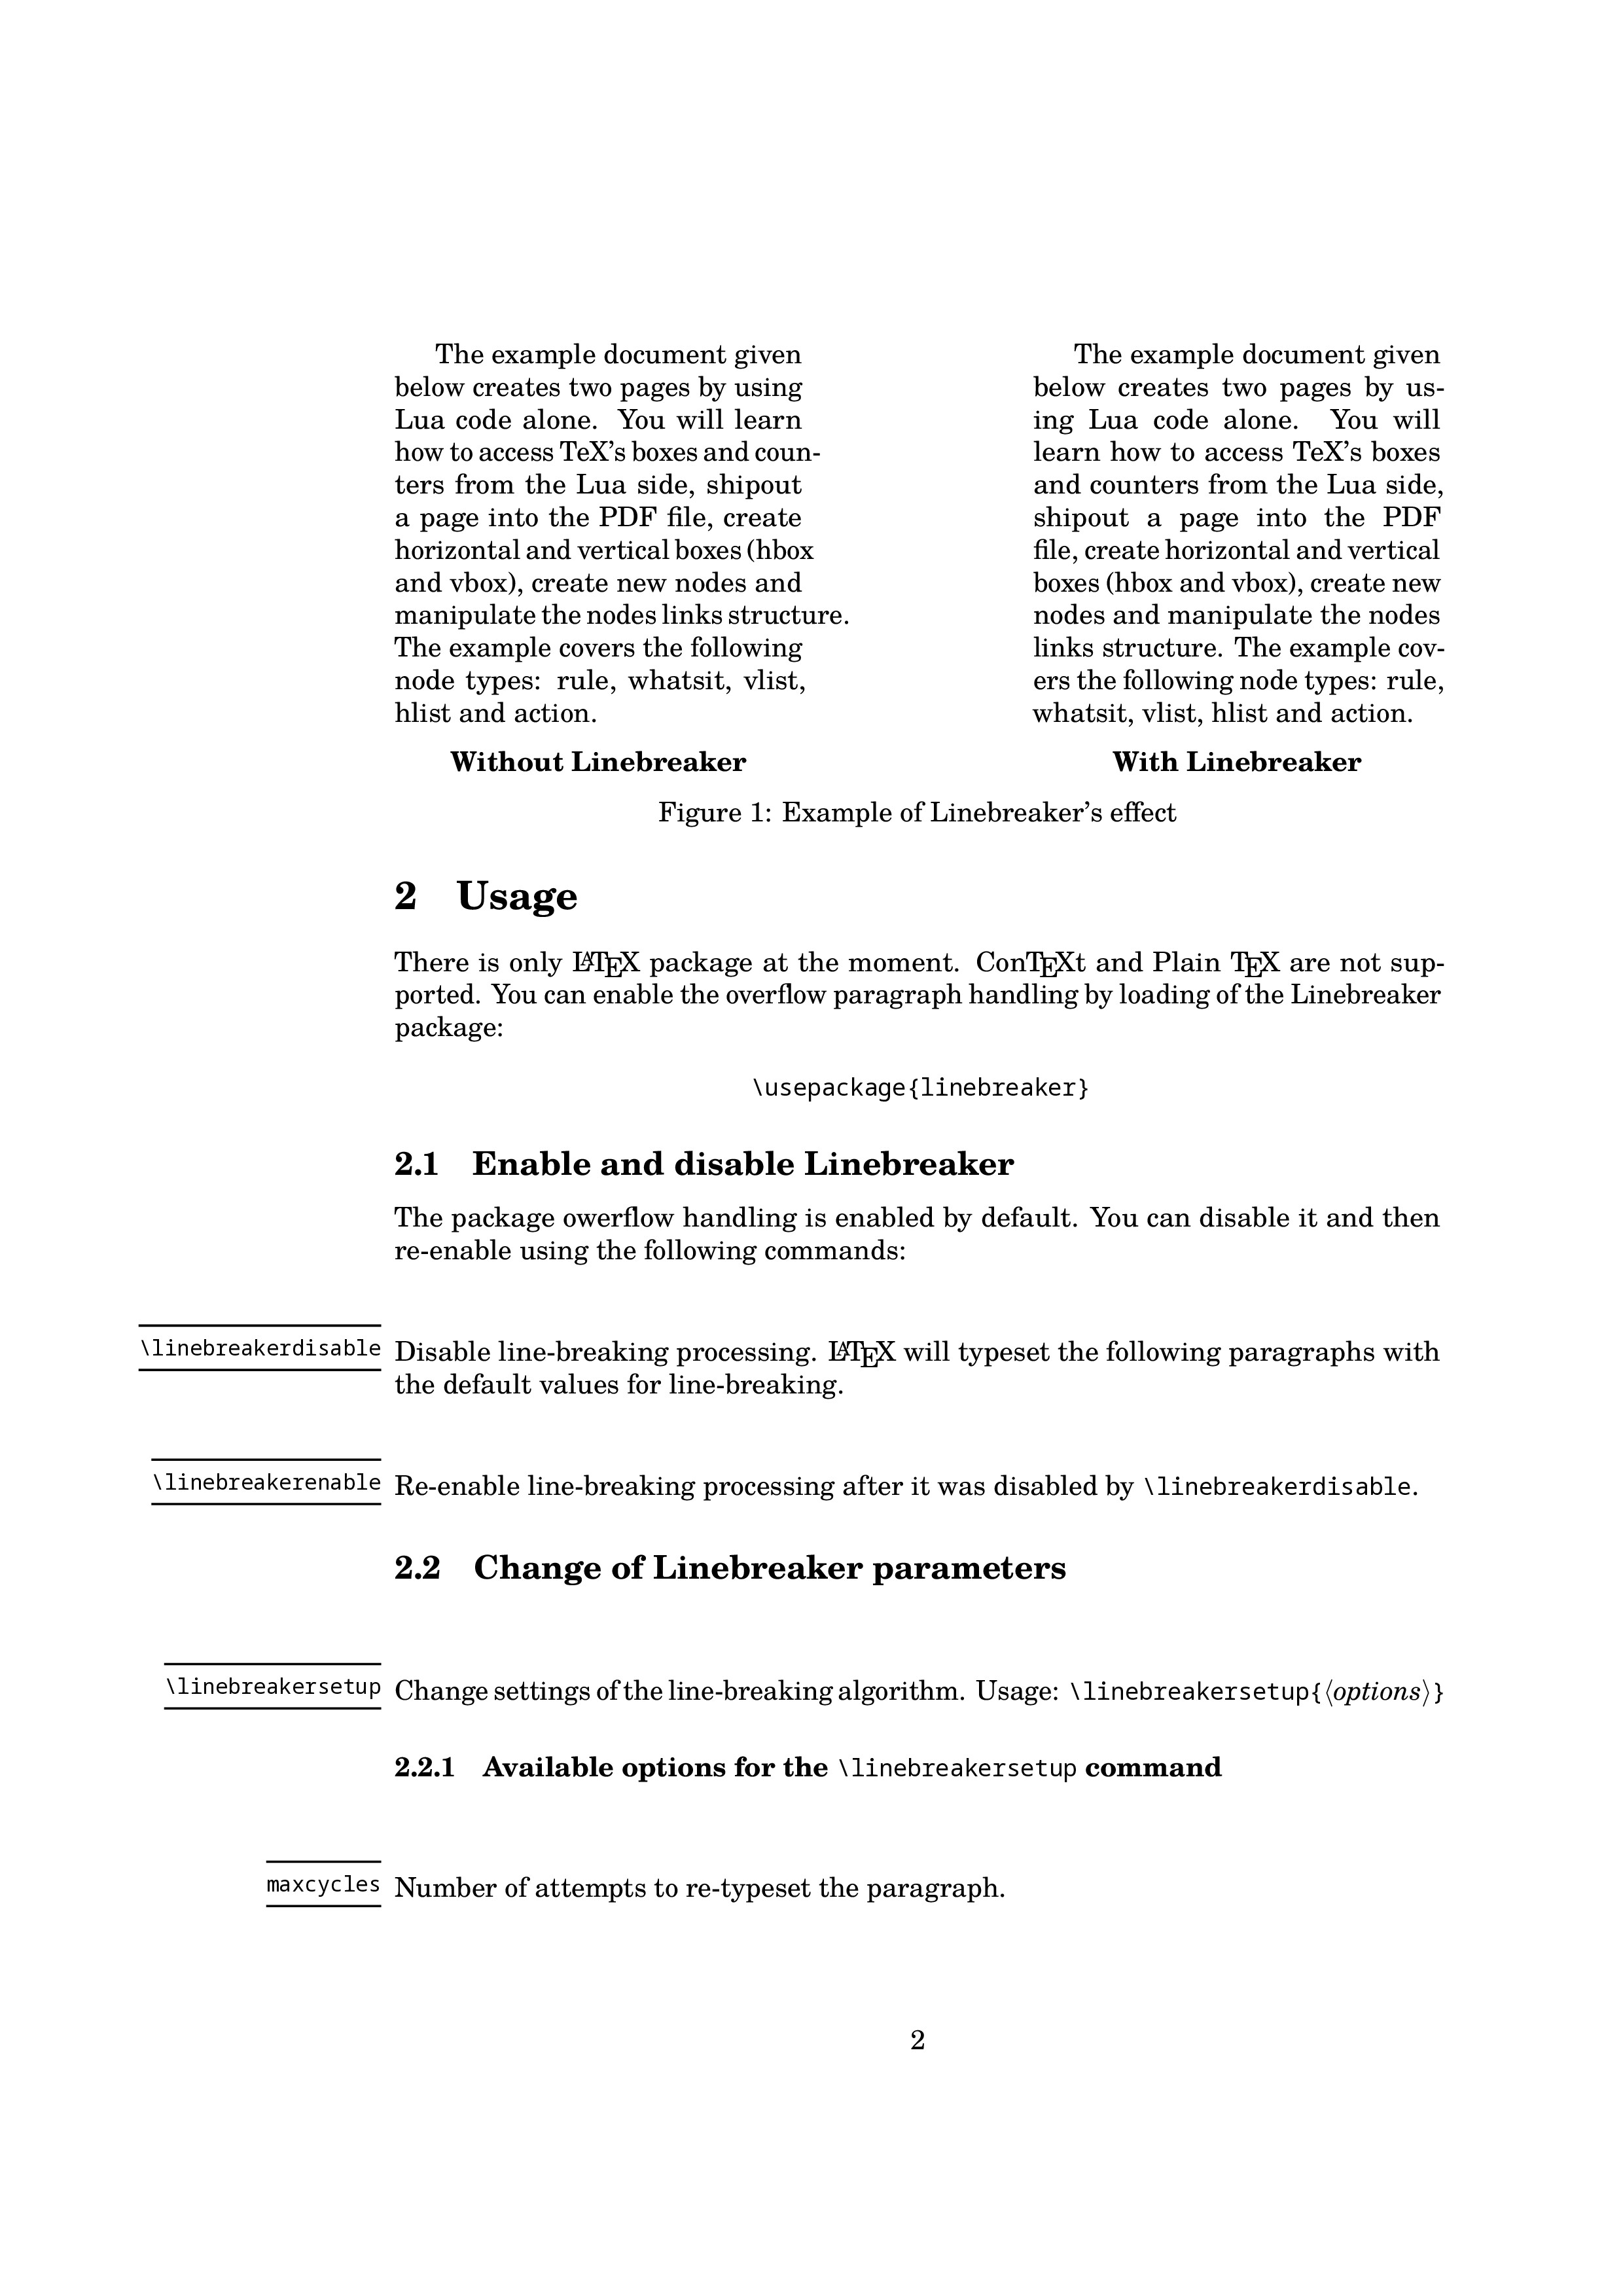 The example document given
below creates two pages by using
Lua code alone. You will learn
how to access TeX's boxes and coun-
ters from the Lua side, shipout
a page into the PDF file, create
horizontal and vertical boxes (hbox
and vbox), create new nodes and
manipulate the nodes links structure.
The example covers the following
node types: rule, whatsit, vlist,
hlist and action.
Without Linebreaker
The example document given
below creates two pages by us-
ing Lua code alone. You will
learn how to access TeX's boxes
and counters from the Lua side,
shipout a page into the PDF
file, create horizontal and vertical
boxes (hbox and vbox), create new
nodes and manipulate the nodes
links structure. The example cov-
ers the following node types: rule,
whatsit, vlist, hlist and action.
With Linebreaker
Figure 1: Example of Linebreaker's effect
2 Usage
There is only LATEX package at the moment. ConTEXt and Plain TEX are not sup-
ported. You can enable the overflow paragraph handling by loading of the Linebreaker
package:
\usepackage{linebreaker}
2.1 Enable and disable Linebreaker
The package owerflow handling is enabled by default. You can disable it and then
re-enable using the following commands:
\linebreakerdisable Disable line-breaking processing. LATEX will typeset the following paragraphs with
the default values for line-breaking.
\linebreakerenable Re-enable line-breaking processing after it was disabled by \linebreakerdisable.
2.2 Change of Linebreaker parameters
\linebreakersetup Change settings of the line-breaking algorithm. Usage: \linebreakersetup{⟨options⟩}
2.2.1 Available options for the \linebreakersetup command
maxcycles Number of attempts to re-typeset the paragraph.
2